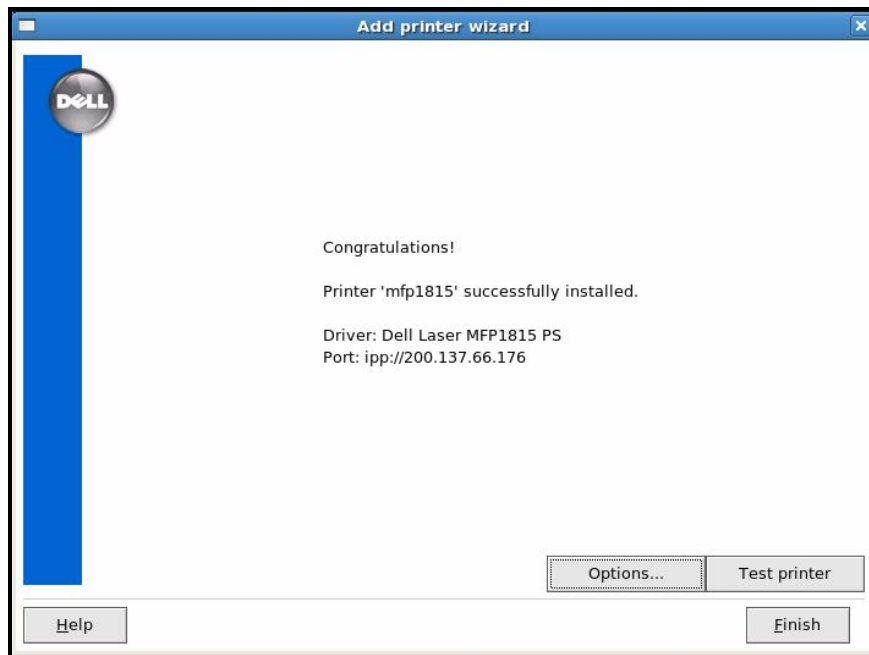 Add printer wizard
DELL
Congratulations!
Printer 'mfp1815' successfully installed.
Driver: Dell Laser MFP1815 PS
Port: ipp://200.137.66.176
Options...
Test printer
Help
Finish